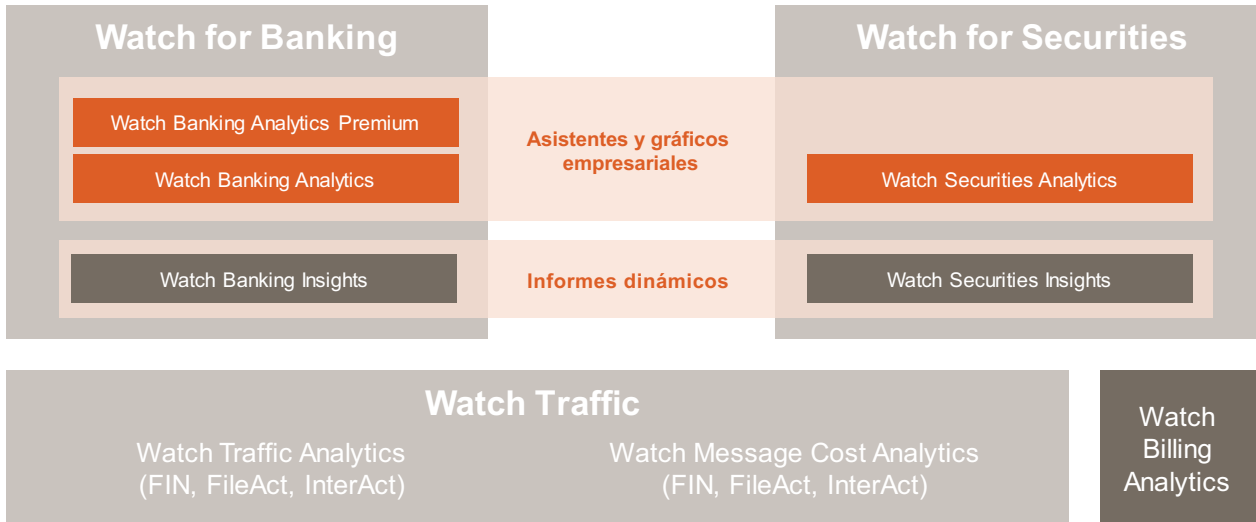 Watch for Banking
Watch for Securities
Watch Banking Analytics Premium
Watch Banking Analytics
Asistentes y gráficos
empresariales
Watch Securities Analytics
Watch Banking Insights
Informes dinámicos
Watch Securities Insights
Watch Traffic
Watch Traffic Analytics
(FIN, FileAct, InterAct)
Watch Message Cost Analytics
(FIN, FileAct, InterAct)
Watch
Billing
Analytics